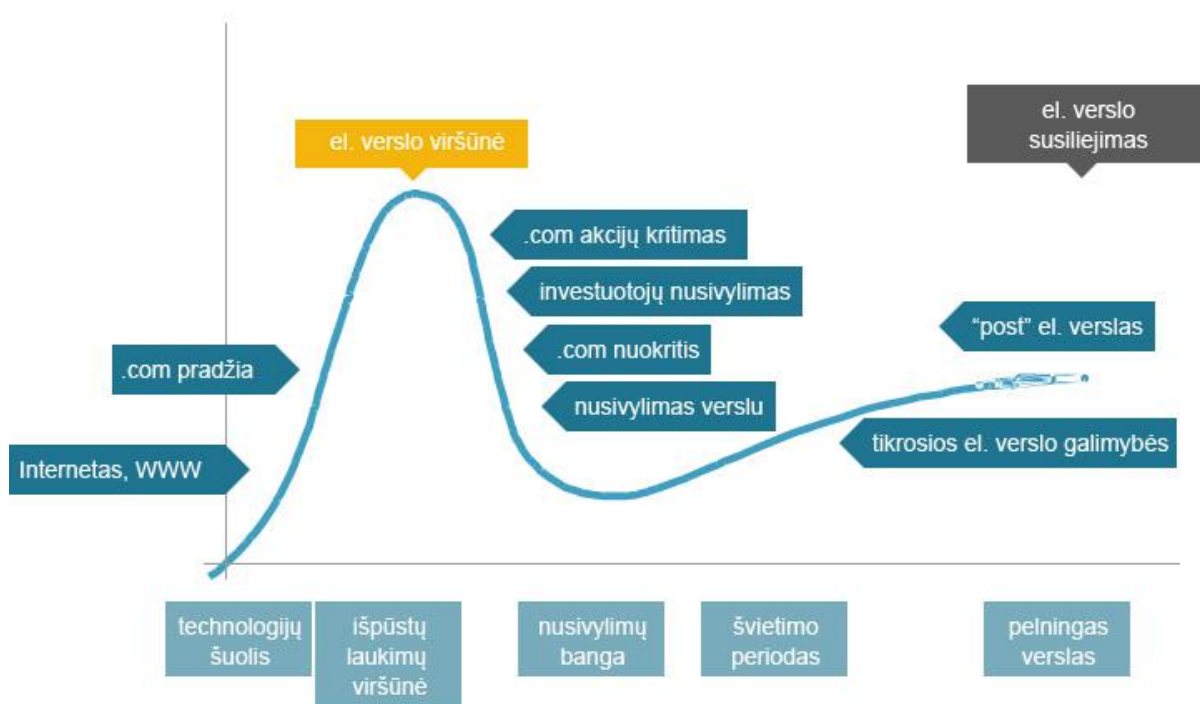 el. verslo
susiliejimas
el. verslo viršūnė
.com akcijų kritimas
investuotojų nusivylimas
"post" el. verslas
.com nuokritis
.com pradžia
nusivylimas verslu
tikrosios el. verslo galimybės
Internetas, WWW
technologijų
šuolis
išpūstų
laukimų
viršūnė
nusivylimų
banga
švietimo
periodas
pelningas
verslas